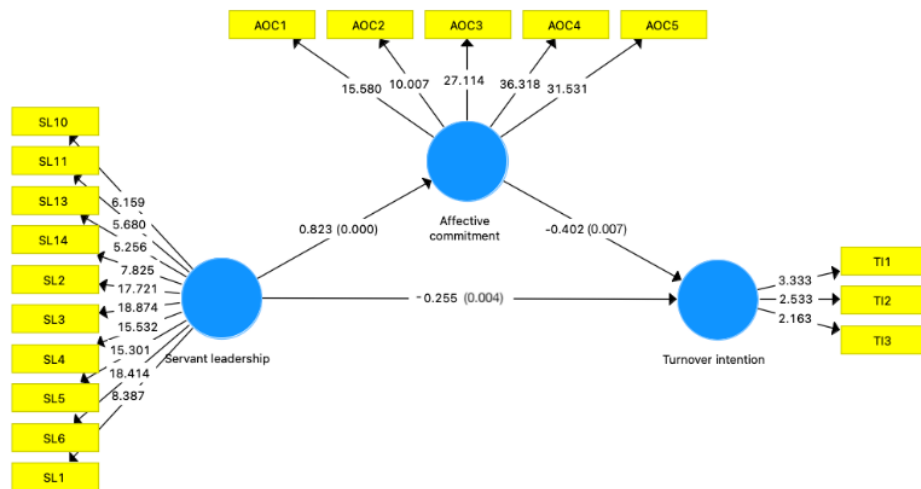 AOC1
AOC2
AOC3
AOC4
AOC5
15.580
10.007
27.114
36.318
31.531
SL10
SL11
SL13
SL14
SL2
SL3
SL4
SL5
SL6
SL1
6.159
5.680
5.256
7.825
17.721
18.874
15.532
15.301
18.414
8.387
Servant leadership
0.823 (0.000)
Affective
commitment
-0.402 (0.007)
-0.255 (0.004)
Turnover intention
3.333
2.533
2.163
TI1
TI2
TI3